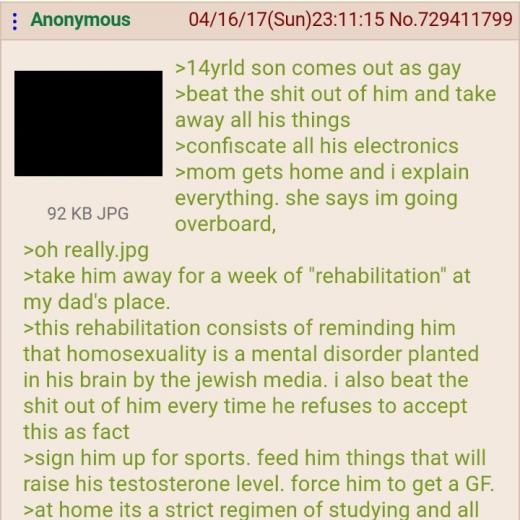 Anonymous 04/16/17(Sun)23:11:15 No.729411799
>14yrld son comes out as gay
>beat the shit out of him and take
away all his things
>confiscate all his electronics
>mom gets home and i explain
everything. she says im going
overboard,
92 KB JPG
>oh really.jpg
>take him away for a week of "rehabilitation" at
my dad's place.
>this rehabilitation consists of reminding him
that homosexuality is a mental disorder planted
in his brain by the jewish media. i also beat the
shit out of him every time he refuses to accept
this as fact
>sign him up for sports. feed him things that will
raise his testosterone level. force him to get a GF.
>at home its a strict regimen of studying and all